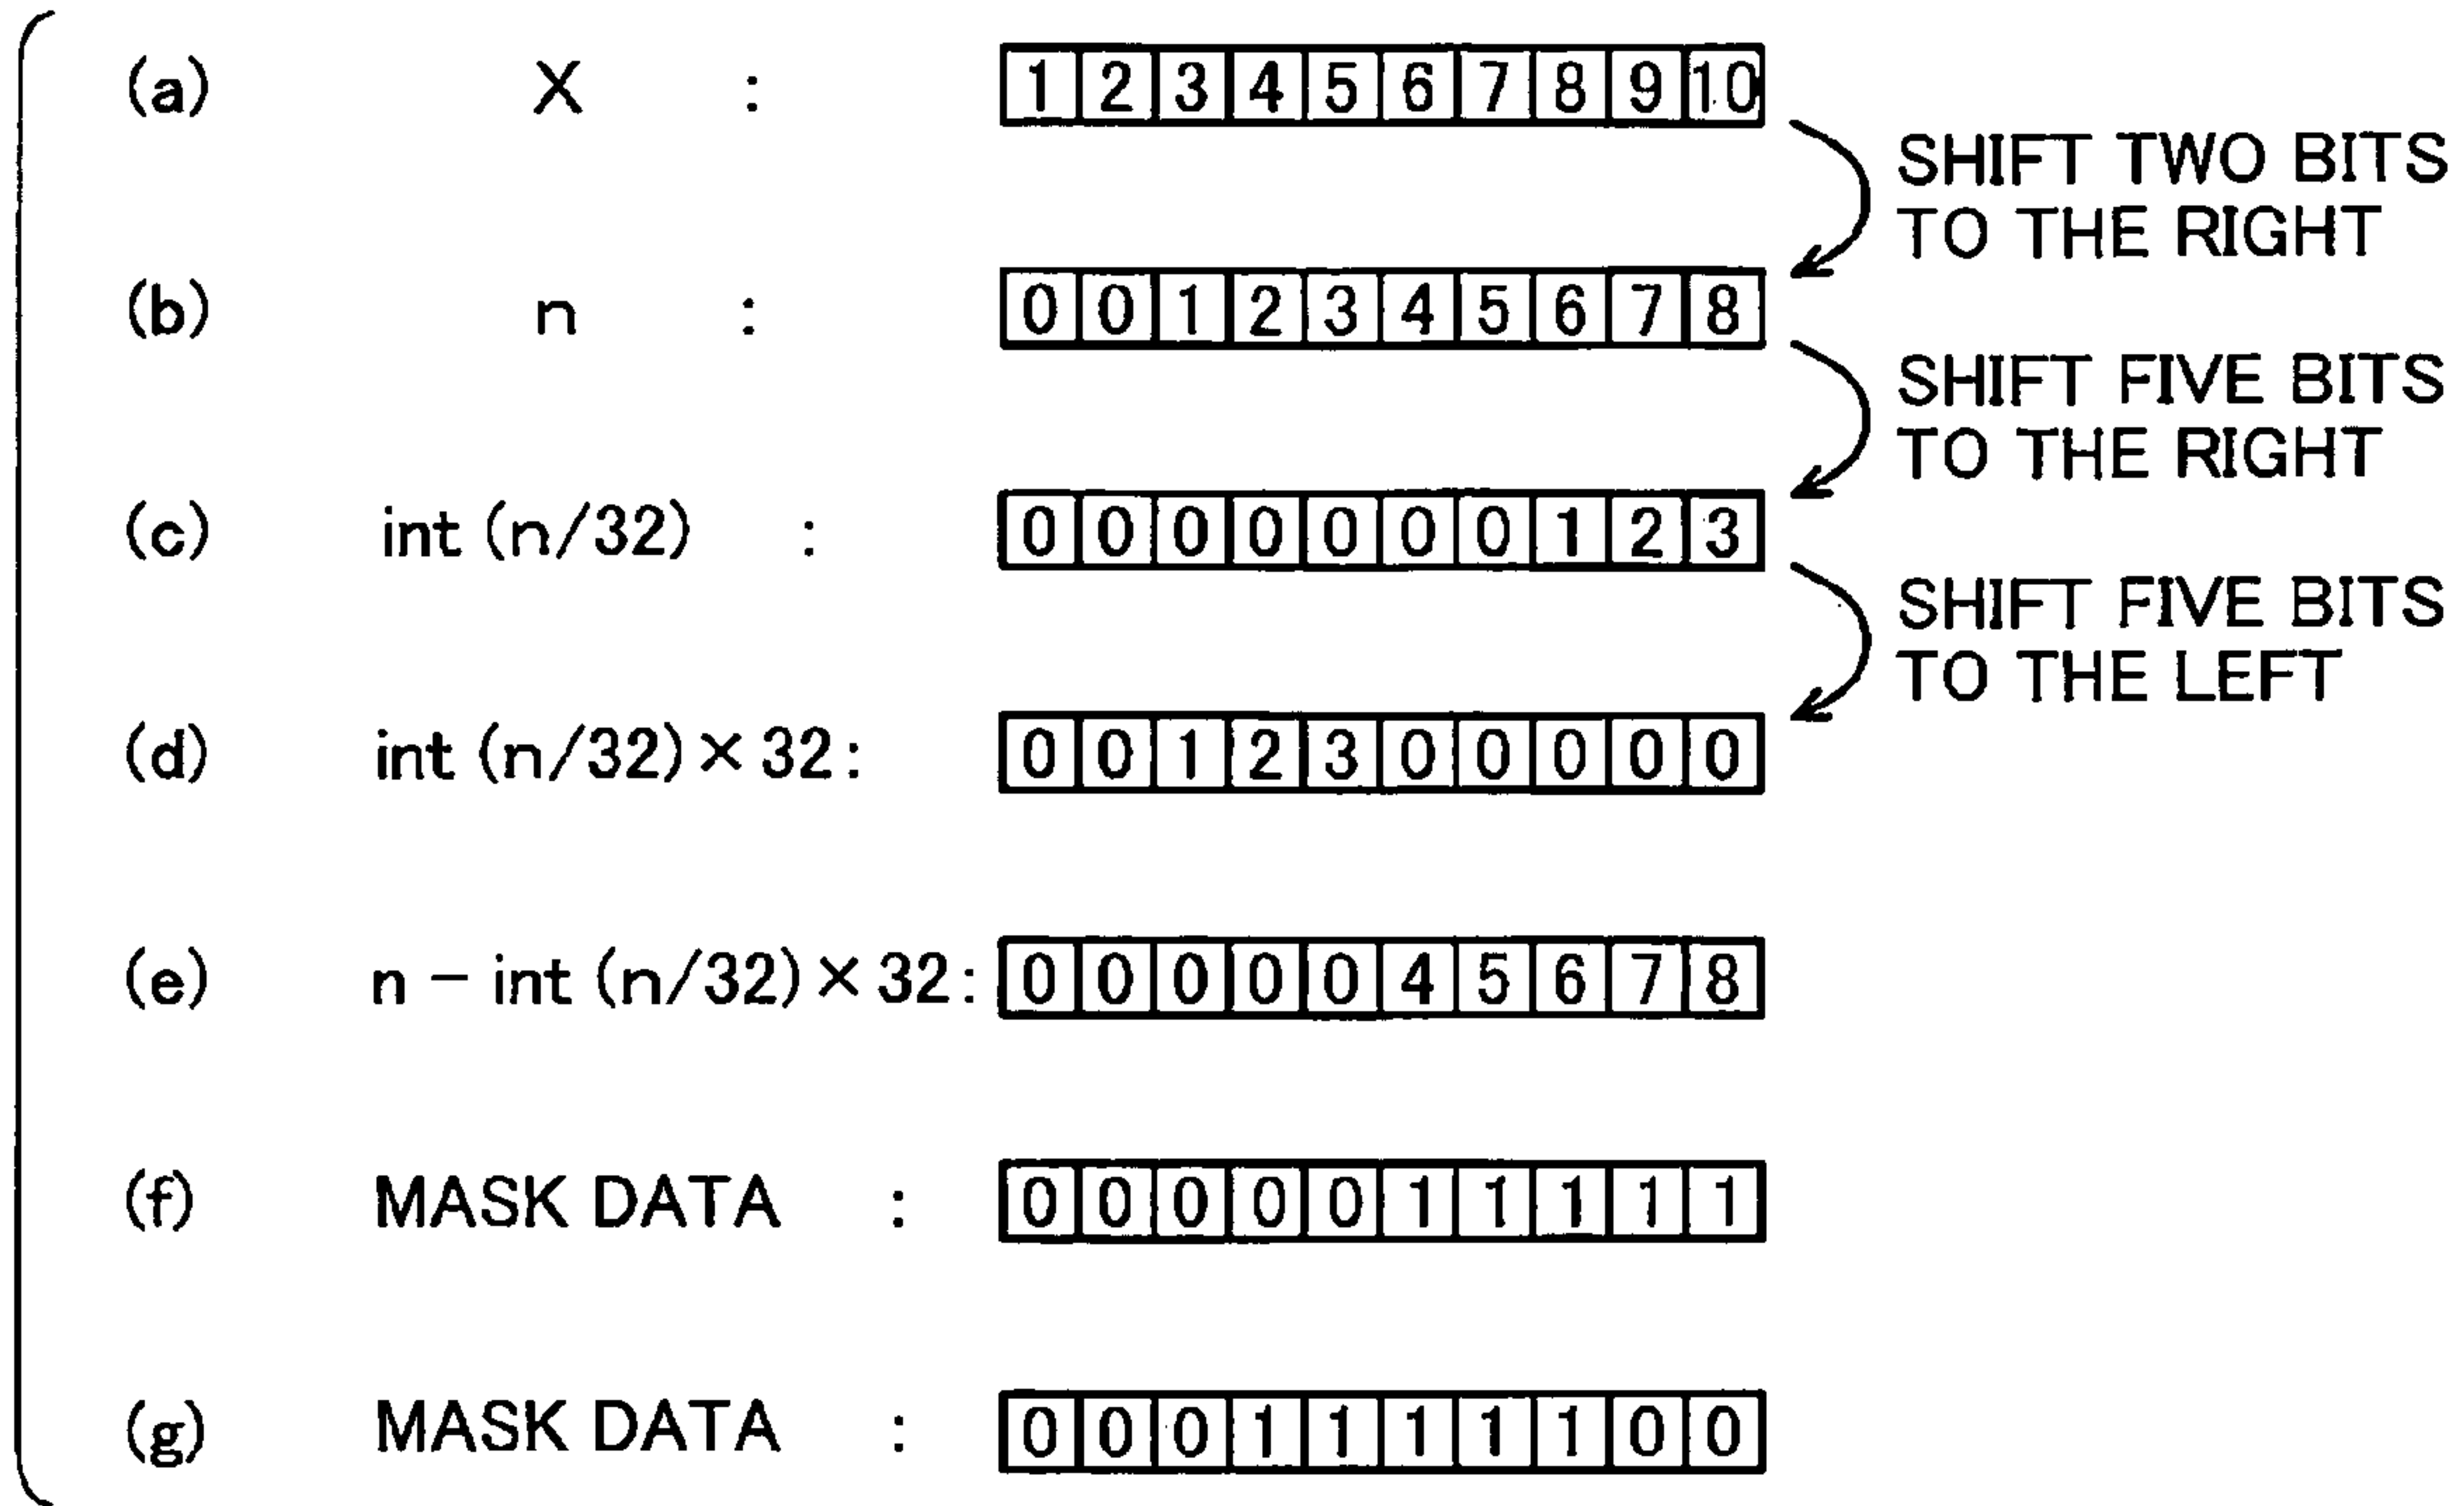 (a) X : 1 2 3 4 5 6 7 8 9 10
SHIFT TWO BITS
TO THE RIGHT
(b) n : 0 0 1 2 3 4 5 6 7 8
SHIFT FIVE BITS
TO THE RIGHT
(c) int (n/32) : 0 0 0 0 0 0 0 1 2 3
SHIFT FIVE BITS
TO THE LEFT
(d) int (n/32) × 32: 0 0 1 2 3 0 0 0 0 0
(e) n − int (n/32) × 32: 0 0 0 0 0 4 5 6 7 8
(f) MASK DATA : 0 0 0 0 0 1 1 1 1 1
(g) MASK DATA : 0 0 0 1 1 1 1 1 0 0